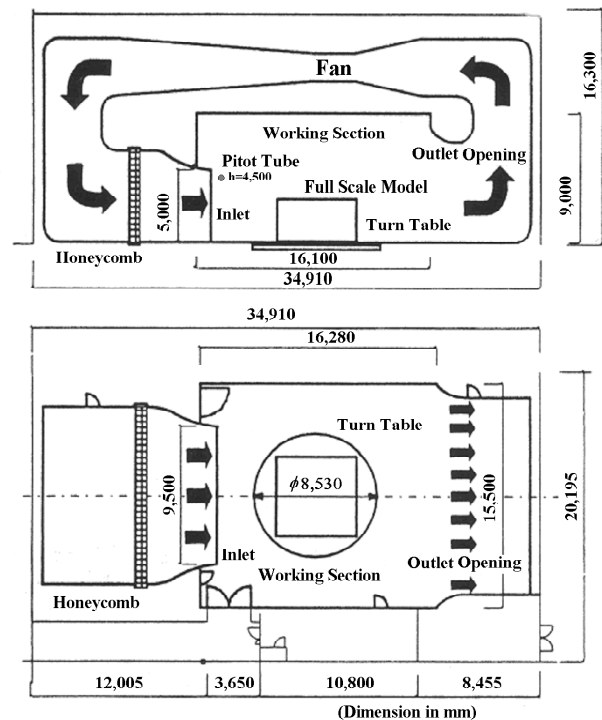 Fan
16,300
Working Section
Pitot Tube
h=4,500
Outlet Opening
Full Scale Model
9,000
5,000
Inlet
Turn Table
Honeycomb
16,100
34,910
34,910
16,280
Turn Table
9,500
ϕ8,530
15,500
20,195
Inlet
Working Section
Outlet Opening
Honeycomb
12,005
3,650
10,800
8,455
(Dimension in mm)